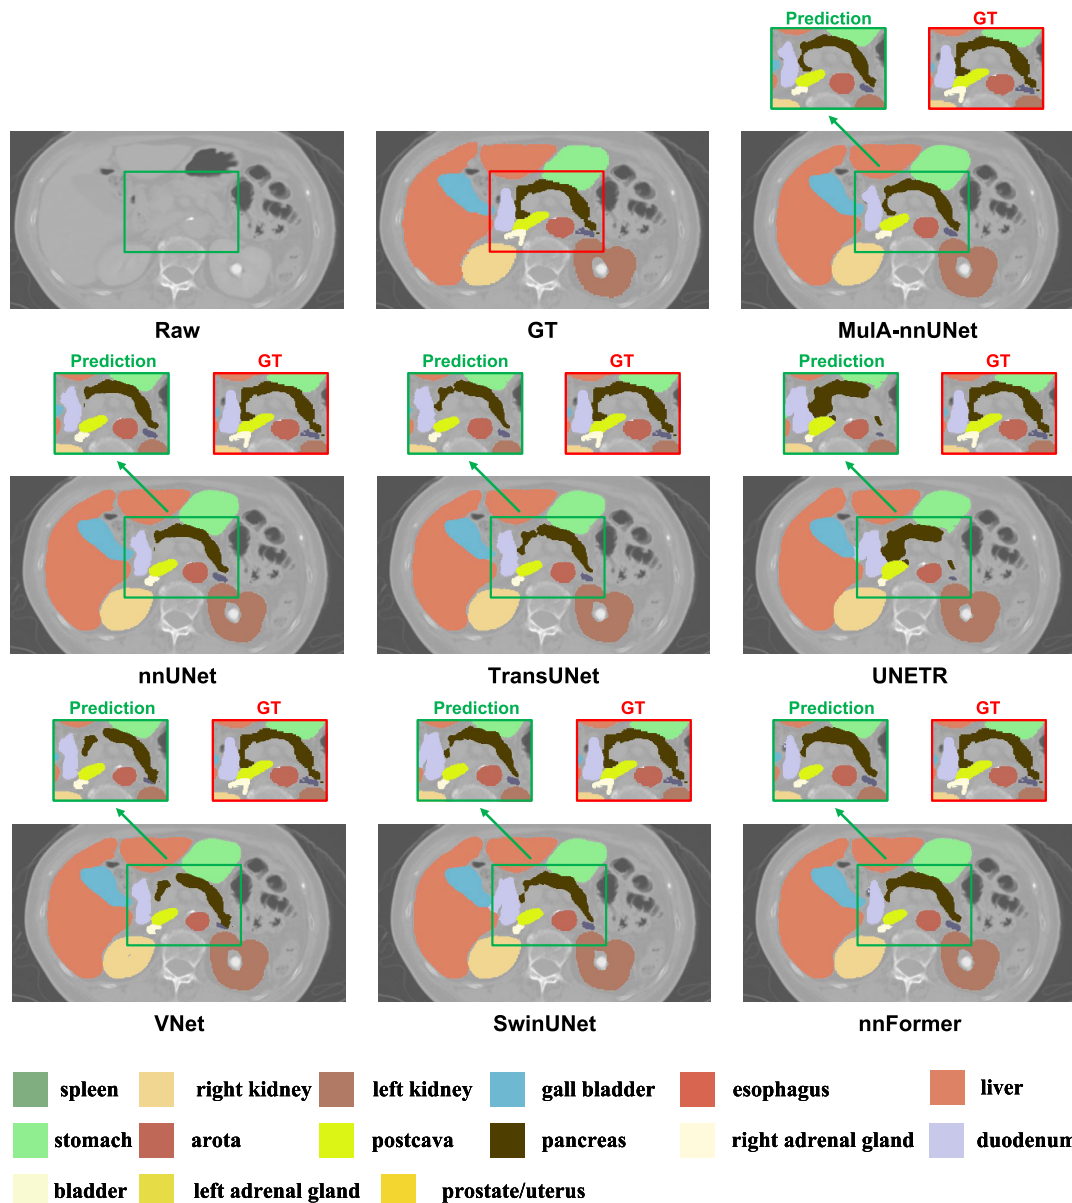 Prediction GT
Raw GT MulA-nnUNet
Prediction GT Prediction GT Prediction GT
nnUNet TransUNet UNETR
Prediction GT Prediction GT Prediction GT
VNet SwinUNet nnFormer
spleen right kidney left kidney gall bladder esophagus liver
stomach arota postcava pancreas right adrenal gland duodenum
bladder left adrenal gland prostate/uterus